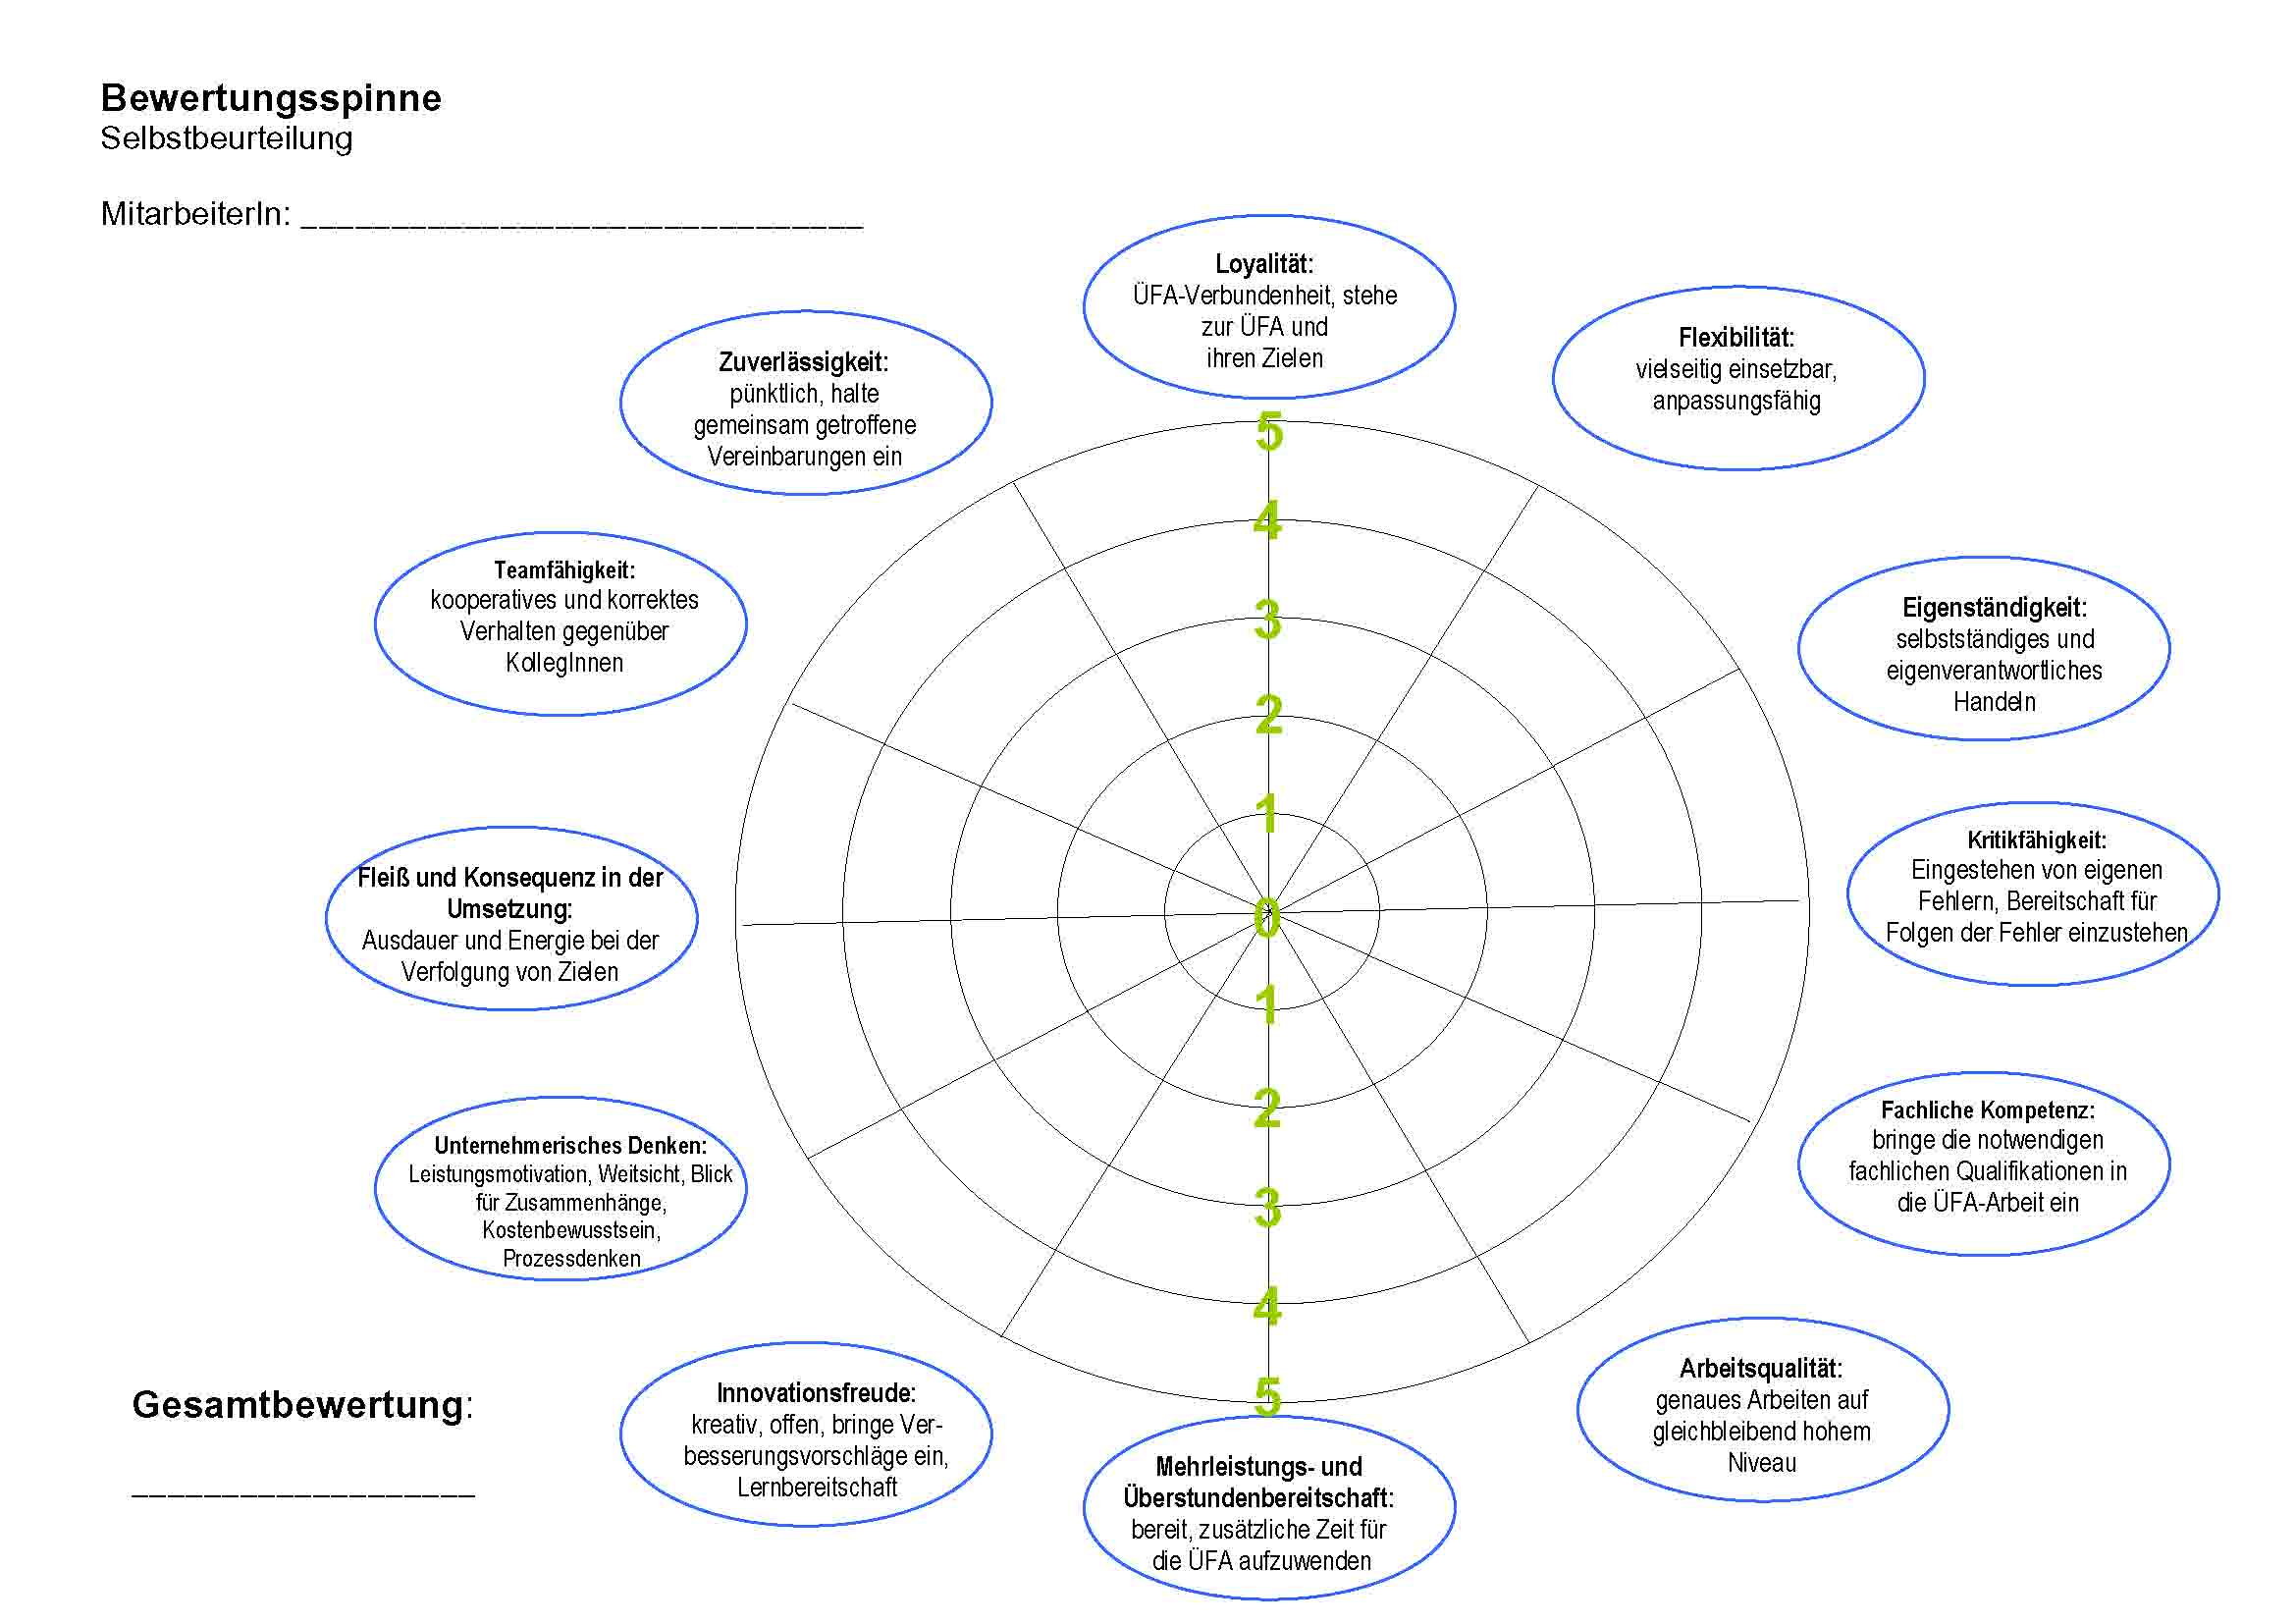 Bewertungsspinne
Selbstbeurteilung
MitarbeiterIn: _______________________________
Loyalität:
ÜFA-Verbundenheit, stehe
zur ÜFA und
ihren Zielen
Flexibilität:
vielseitig einsetzbar,
anpassungsfähig
Zuverlässigkeit:
pünktlich, halte
gemeinsam getroffene
Vereinbarungen ein
Teamfähigkeit:
kooperatives und korrektes
Verhalten gegenüber
KollegInnen
Eigenständigkeit:
selbstständiges und
eigenverantwortliches
Handeln
Fleiß und Konsequenz in der
Umsetzung:
Ausdauer und Energie bei der
Verfolgung von Zielen
Kritikfähigkeit:
Eingestehen von eigenen
Fehlern, Bereitschaft für
Folgen der Fehler einzustehen
5
4
3
2
1
0
1
2
3
4
5
Unternehmerisches Denken:
Leistungsmotivation, Weitsicht, Blick
für Zusammenhänge,
Kostenbewusstsein,
Prozessdenken
Fachliche Kompetenz:
bringe die notwendigen
fachlichen Qualifikationen in
die ÜFA-Arbeit ein
Innovationsfreude:
kreativ, offen, bringe Ver-
besserungsvorschläge ein,
Lernbereitschaft
Mehrleistungs- und
Überstundenbereitschaft:
bereit, zusätzliche Zeit für
die ÜFA aufzuwenden
Arbeitsqualität:
genaues Arbeiten auf
gleichbleibend hohem
Niveau
Gesamtbewertung:
___________________